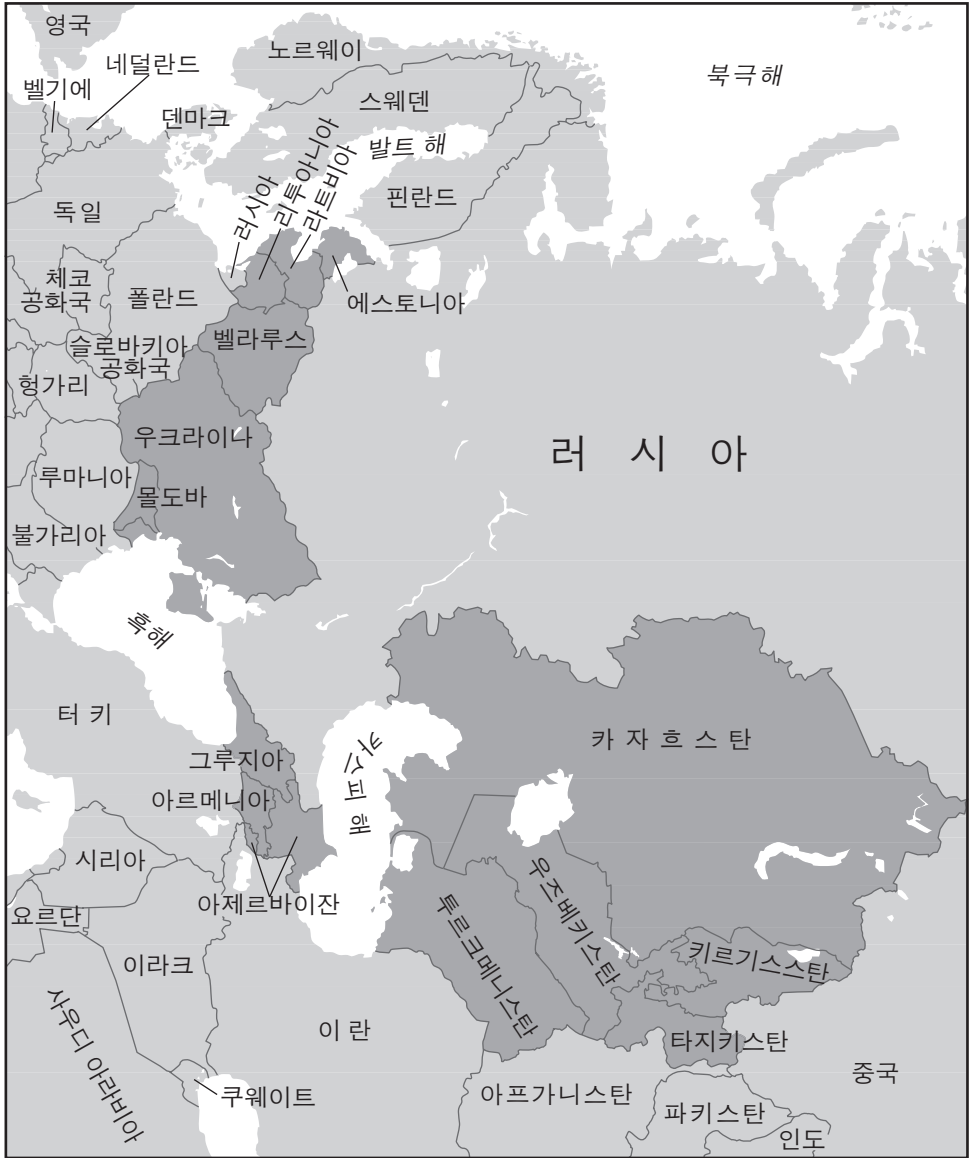 영국
노르웨이
북극해
네덜란드
벨기에
스웨덴
덴마크
발트 해
러시아
리투아니아
라트비아
핀란드
독일
체코
공화국
폴란드
에스토니아
벨라루스
슬로바키아
공화국
헝가리
우크라이나
러 시 아
루마니아
몰도바
불가리아
흑해
터 키
카 자 흐 스 탄
그루지아
카스피 해
아르메니아
시리아
아제르바이잔
우즈베키스탄
투르크메니스탄
요르단
이라크
키르기스스탄
사우디 아라비아
이 란
타지키스탄
중국
쿠웨이트
아프가니스탄
파키스탄
인도